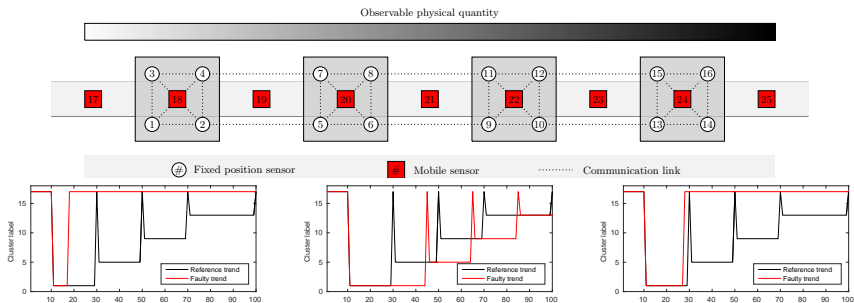 Observable physical quantity
3 4 7 8 11 12 15 16
17 18 19 20 21 22 23 24 25
1 2 5 6 9 10 13 14
# Fixed position sensor # Mobile sensor Communication link
15
10
5
0
Cluster label
Reference trend
Faulty trend
10 20 30 40 50 60 70 80 90 100
15
10
5
0
Cluster label
Reference trend
Faulty trend
10 20 30 40 50 60 70 80 90 100
15
10
5
0
Cluster label
Reference trend
Faulty trend
10 20 30 40 50 60 70 80 90 100